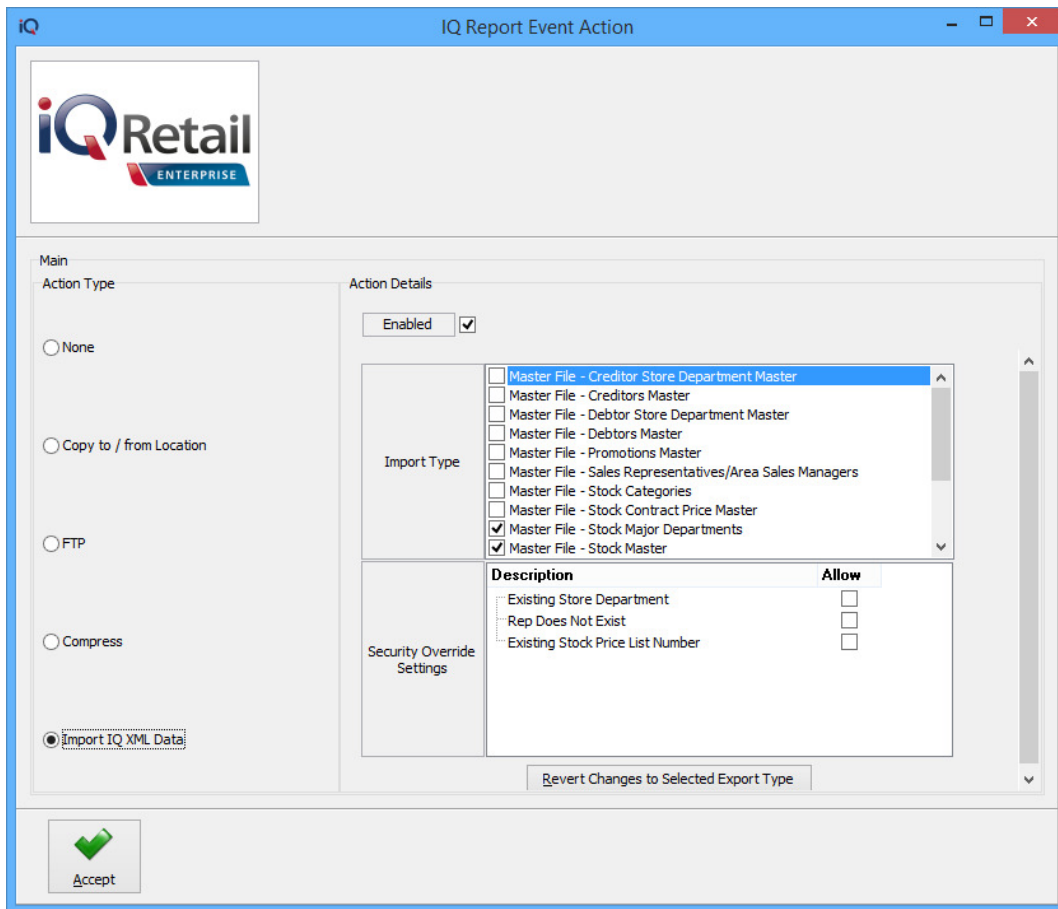 iQ
IQ Report Event Action
iQ Retail
ENTERPRISE
Main
Action Type
Action Details
Enabled
None
Master File - Creditor Store Department Master
Master File - Creditors Master
Master File - Debtor Store Department Master
Copy to / from Location
Master File - Debtors Master
Master File - Promotions Master
Import Type
Master File - Sales Representatives/Area Sales Managers
Master File - Stock Categories
Master File - Stock Contract Price Master
Master File - Stock Major Departments
FTP
Master File - Stock Master
Description Allow
Existing Store Department
Rep Does Not Exist
Compress
Existing Stock Price List Number
Security Override
Settings
Import IQ XML Data
Revert Changes to Selected Export Type
Accept